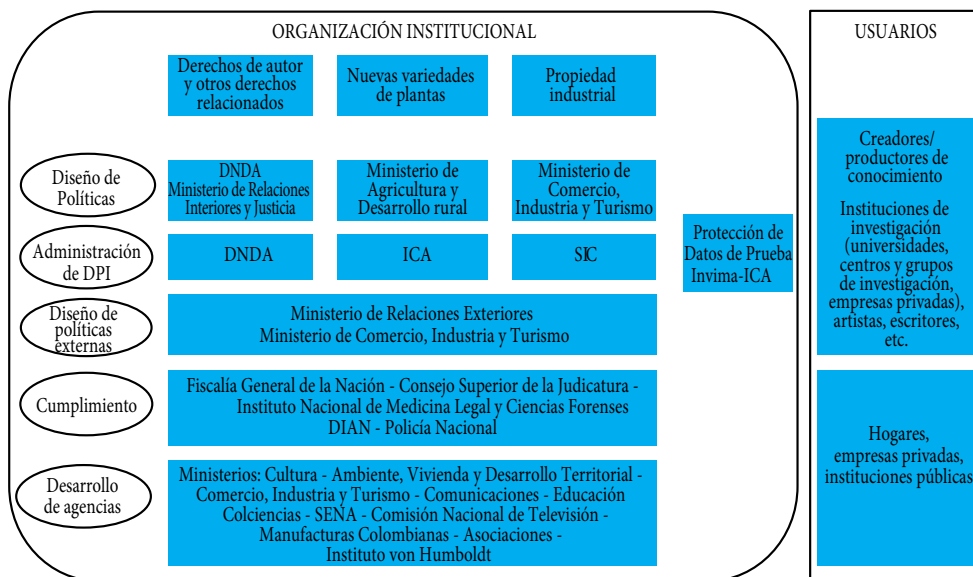 ORGANIZACIÓN INSTITUCIONAL
Derechos de autor
y otros derechos
relacionados
Nuevas variedades
de plantas
Propiedad
industrial
Diseño de
Políticas
DNDA
Ministerio de Relaciones
Interiores y Justicia
Ministerio de
Agricultura y
Desarrollo rural
Ministerio de
Comercio,
Industria y Turismo
Administración
de DPI
DNDA
ICA
SIC
Protección de
Datos de Prueba
Invima-ICA
Diseño de
políticas
externas
Ministerio de Relaciones Exteriores
Ministerio de Comercio, Industria y Turismo
Cumplimiento
Fiscalía General de la Nación - Consejo Superior de la Judicatura -
Instituto Nacional de Medicina Legal y Ciencias Forenses
DIAN - Policía Nacional
Desarrollo
de agencias
Ministerios: Cultura - Ambiente, Vivienda y Desarrollo Territorial -
Comercio, Industria y Turismo - Comunicaciones - Educación
Colciencias - SENA - Comisión Nacional de Televisión -
Manufacturas Colombianas - Asociaciones -
Instituto von Humboldt
USUARIOS
Creadores/
productores de
conocimiento
Instituciones de
investigación
(universidades,
centros y grupos
de investigación,
empresas privadas),
artistas, escritores,
etc.
Hogares,
empresas privadas,
instituciones públicas